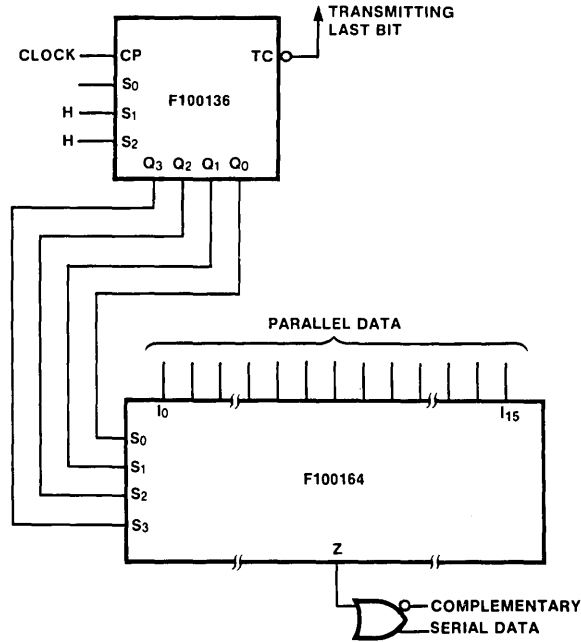 TRANSMITTING
LAST BIT
CLOCK CP TC
S0
F100136
H S1
H S2
Q3 Q2 Q1 Q0
PARALLEL DATA
I0 I15
S0
S1
F100164
S2
S3
Z
COMPLEMENTARY
SERIAL DATA